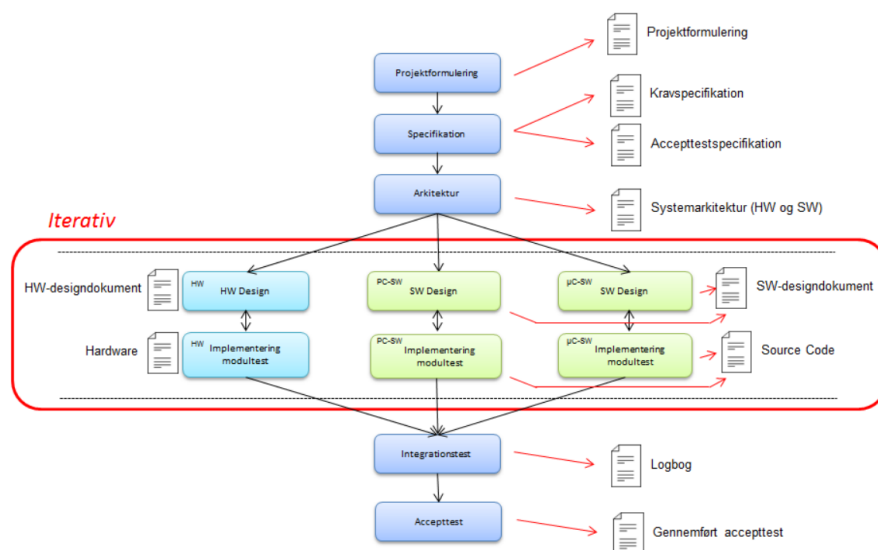 Projektformulering
Projektformulering
Kravspecifikation
Specifikation
Accepttestspecifikation
Arkitektur
Systemarkitektur (HW og SW)
Iterativ
HW-designdokument
HW
HW Design
PC-SW
SW Design
µC-SW
SW Design
SW-designdokument
Hardware
HW
Implementering
modultest
PC-SW
Implementering
modultest
µC-SW
Implementering
modultest
Source Code
Integrationstest
Logbog
Accepttest
Gennemført accepttest